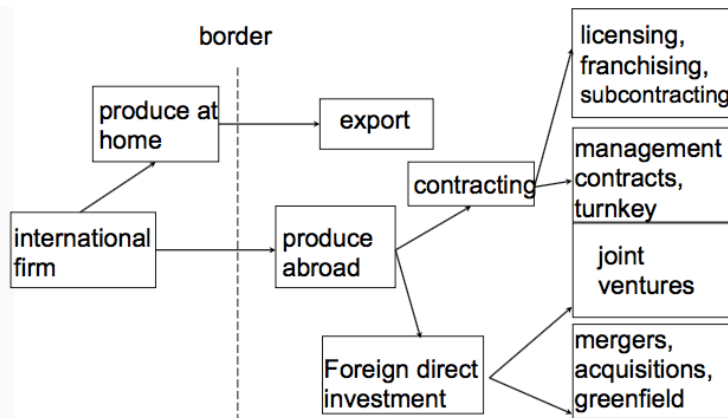 border
licensing,
franchising,
subcontracting
produce at
home
export
management
contracts,
turnkey
contracting
international
firm
produce
abroad
joint
ventures
Foreign direct
investment
mergers,
acquisitions,
greenfield